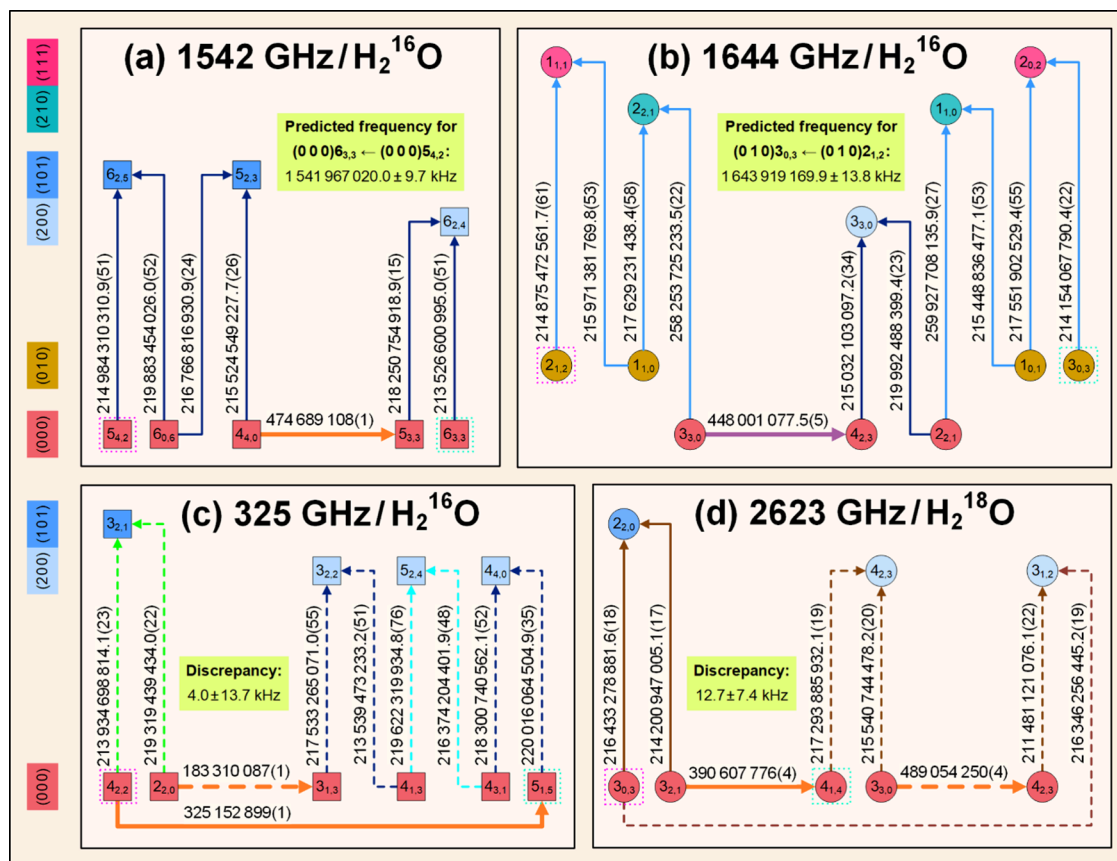 (111)
(210)
(101)
(200)
(010)
(000)
(a) 1542 GHz/H₂¹⁶O
Predicted frequency for
(0 0 0)6₃,₃ ← (0 0 0)5₄,₂:
1 541 967 020.0 ± 9.7 kHz
6₂,₅
5₂,₃
6₂,₄
214 984 310 310.9(51)
219 883 454 026.0(52)
216 766 816 930.9(24)
215 524 549 227.7(26)
218 250 754 918.9(15)
213 526 600 995.0(51)
474 689 108(1)
5₄,₂
6₀,₆
4₄,₀
5₃,₃
6₃,₃
(b) 1644 GHz/H₂¹⁶O
1₁,₁
2₀,₂
2₂,₁
1₁,₀
Predicted frequency for
(0 1 0)3₀,₃ ← (0 1 0)2₁,₂:
1 643 919 169.9 ± 13.8 kHz
3₃,₀
214 875 472 561.7(61)
215 971 381 769.8(53)
217 629 231 438.4(58)
258 253 725 233.5(22)
215 032 103 097.2(34)
219 992 488 399.4(23)
259 927 708 135.9(27)
215 448 836 477.1(53)
217 551 902 529.4(55)
214 154 067 790.4(22)
2₁,₂
1₁,₀
1₀,₁
3₀,₃
448 001 077.5(5)
3₃,₀
4₂,₃
2₂,₁
(101)
(200)
(000)
(c) 325 GHz/H₂¹⁶O
3₂,₁
3₂,₂
5₂,₄
4₄,₀
Discrepancy:
4.0±13.7 kHz
213 934 698 814.1(23)
219 319 439 434.0(22)
217 533 265 071.0(55)
213 539 473 233.2(51)
219 622 319 934.8(76)
216 374 204 401.9(48)
218 300 740 562.1(52)
220 016 064 504.9(35)
183 310 087(1)
4₂,₂
2₂,₀
3₁,₃
4₁,₃
4₃,₁
5₁,₅
325 152 899(1)
(d) 2623 GHz/H₂¹⁸O
2₂,₀
4₂,₃
3₁,₂
Discrepancy:
12.7±7.4 kHz
216 433 278 881.6(18)
214 200 947 005.1(17)
217 293 885 932.1(19)
215 540 744 478.2(20)
211 481 121 076.1(22)
216 346 256 445.2(19)
390 607 776(4)
489 054 250(4)
3₀,₃
3₂,₁
4₁,₄
3₃,₀
4₂,₃